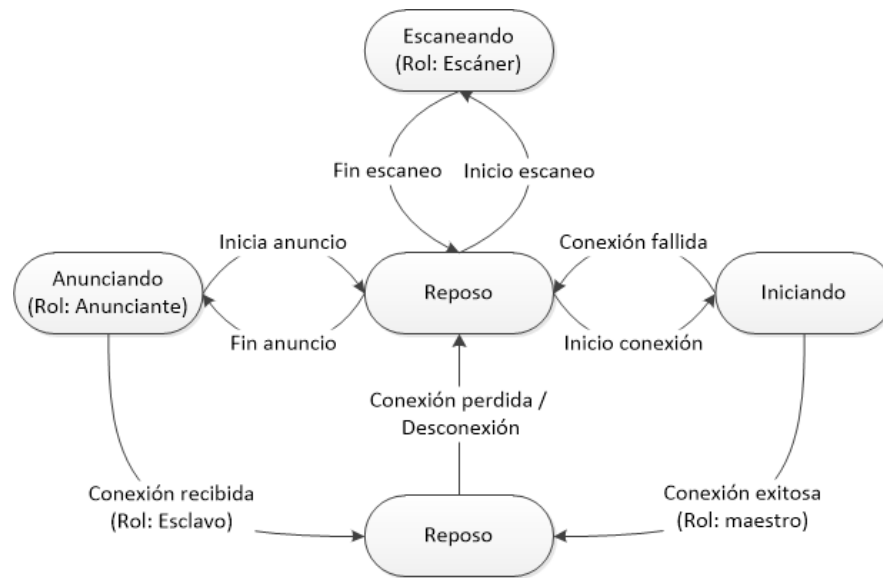 Escaneando
(Rol: Escáner)
Fin escaneo
Inicio escaneo
Inicia anuncio
Conexión fallida
Anunciando
(Rol: Anunciante)
Reposo
Iniciando
Fin anuncio
Inicio conexión
Conexión perdida /
Desconexión
Conexión recibida
(Rol: Esclavo)
Conexión exitosa
(Rol: maestro)
Reposo